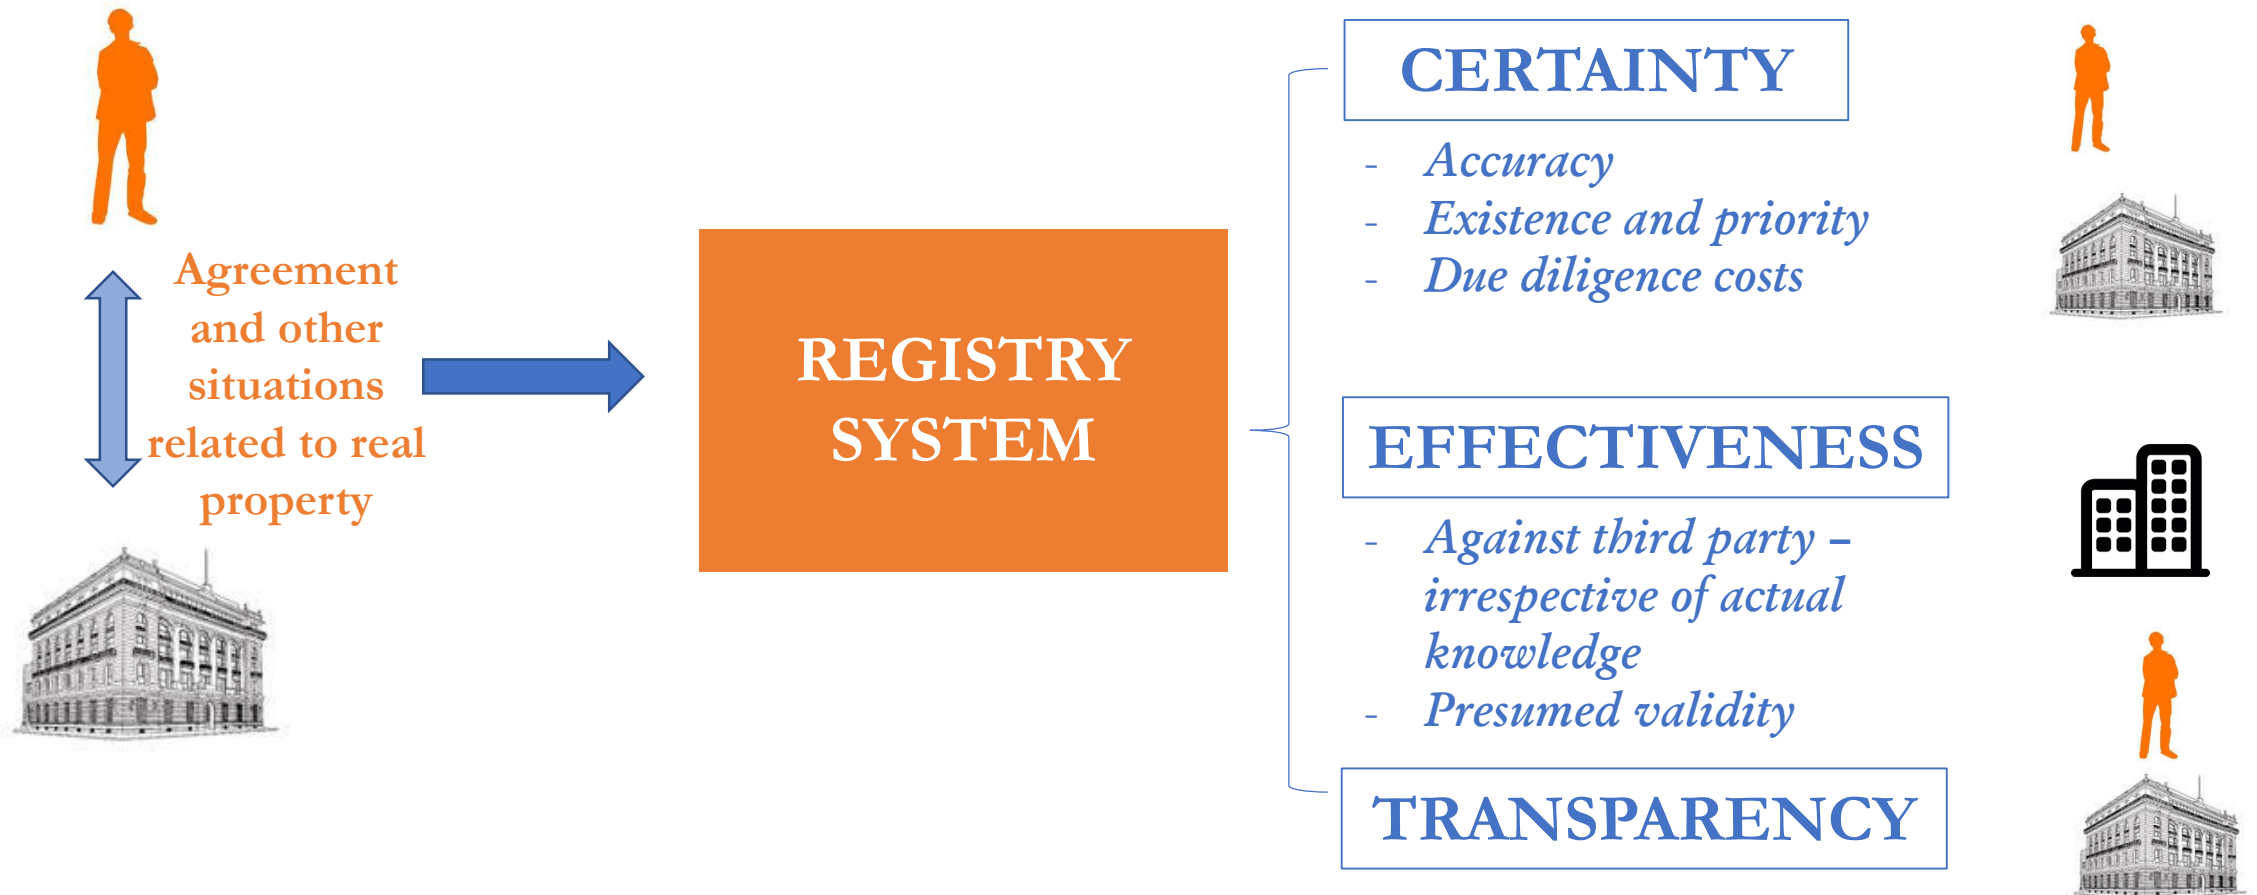 Agreement
and other
situations
related to real
property
REGISTRY
SYSTEM
CERTAINTY
- Accuracy
- Existence and priority
- Due diligence costs
EFFECTIVENESS
- Against third party –
irrespective of actual
knowledge
- Presumed validity
TRANSPARENCY